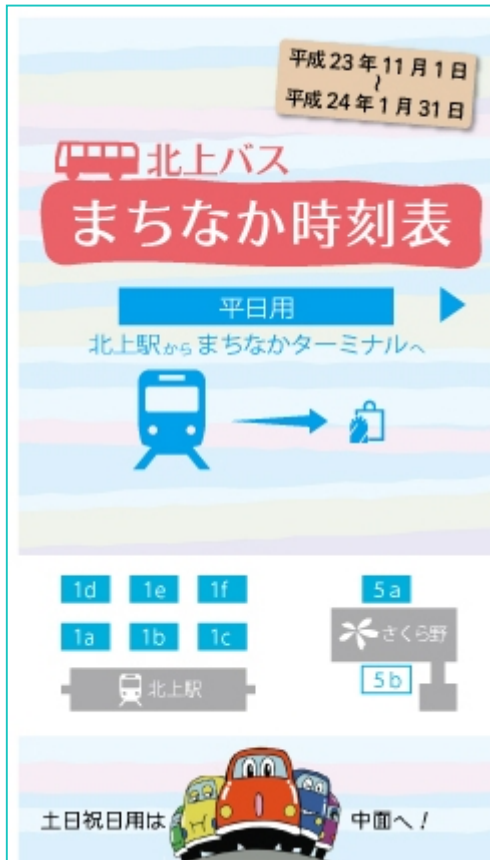 平成23年11月1日
〜
平成24年1月31日
北上バス
まちなか時刻表
平日用
北上駅からまちなかターミナルへ
1d 1e 1f
5a
1a 1b 1c
さくら野
北上駅
5b
土日祝日用は
中面へ！